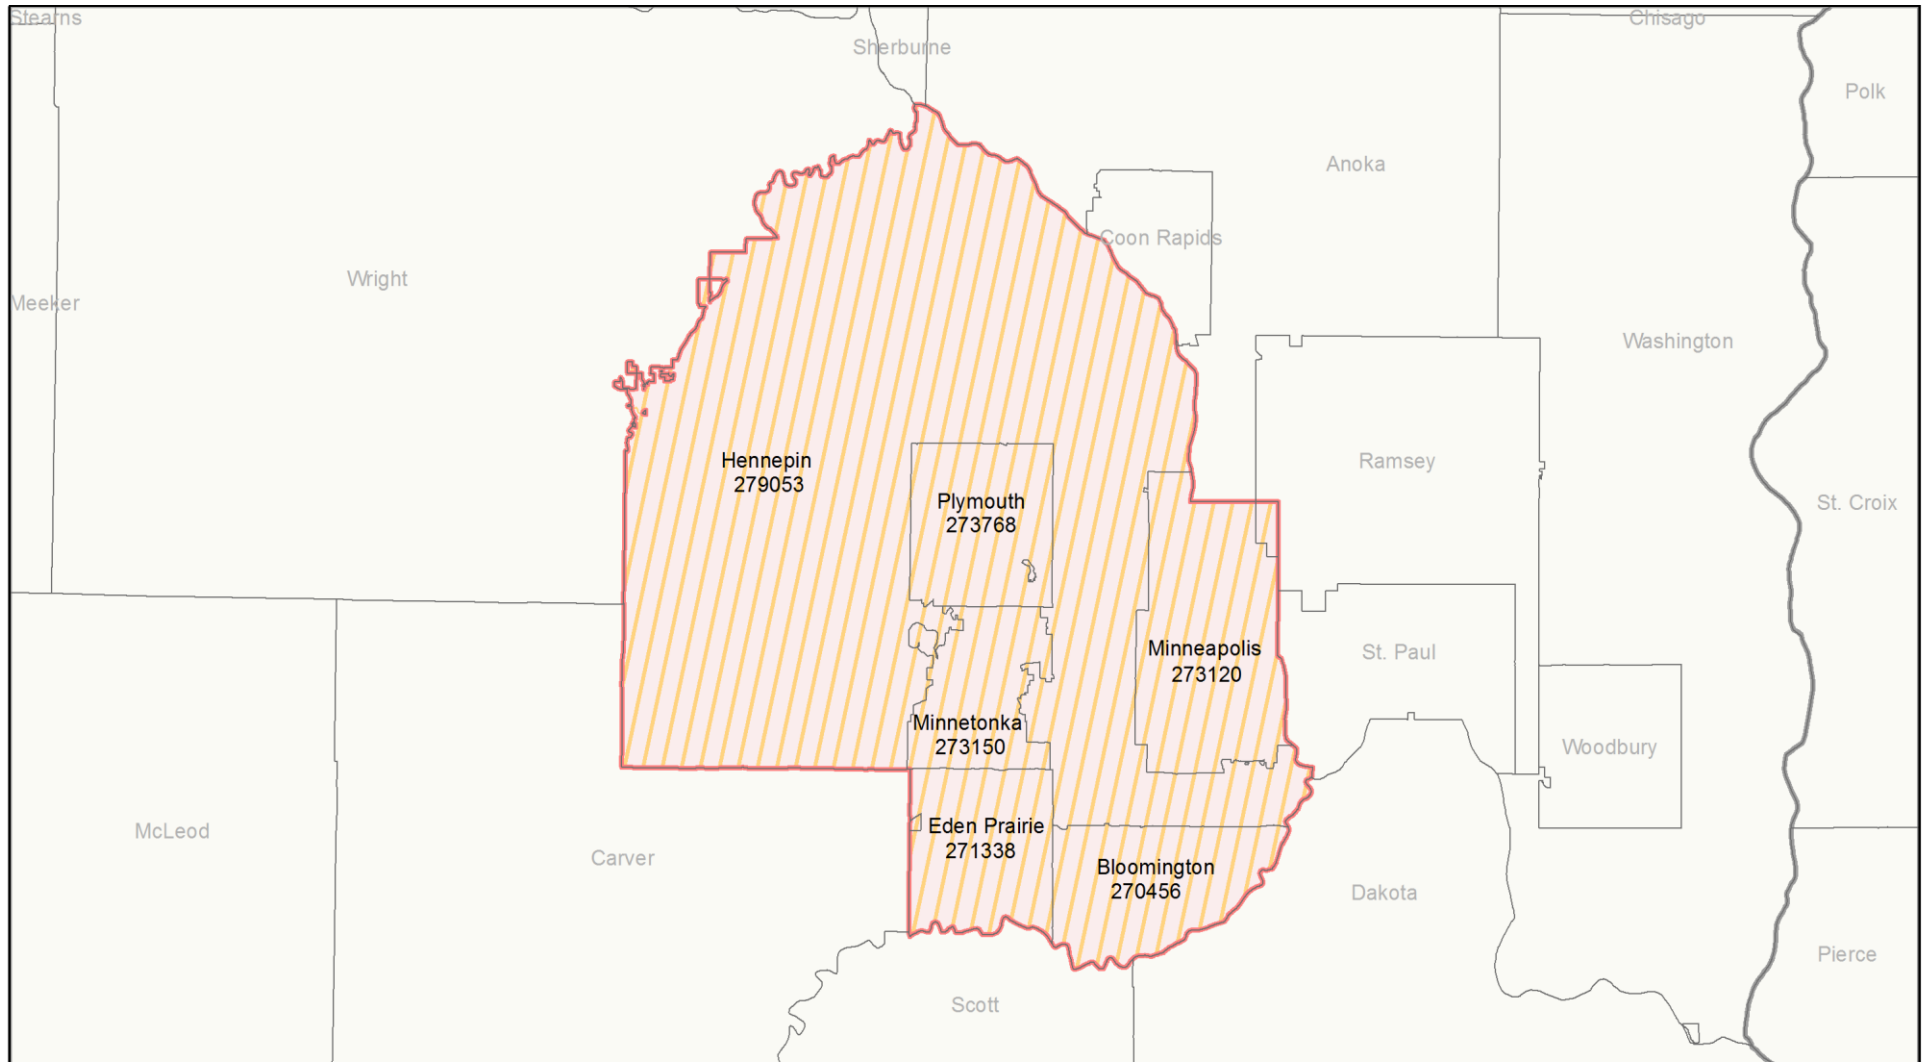 Stearns
Chisago
Sherburne
Polk
Anoka
Coon Rapids
Wright
Meeker
Washington
Hennepin
279053
Ramsey
Plymouth
273768
St. Croix
Minneapolis
273120
St. Paul
Minnetonka
273150
Woodbury
McLeod
Eden Prairie
271338
Carver
Bloomington
270456
Dakota
Pierce
Scott